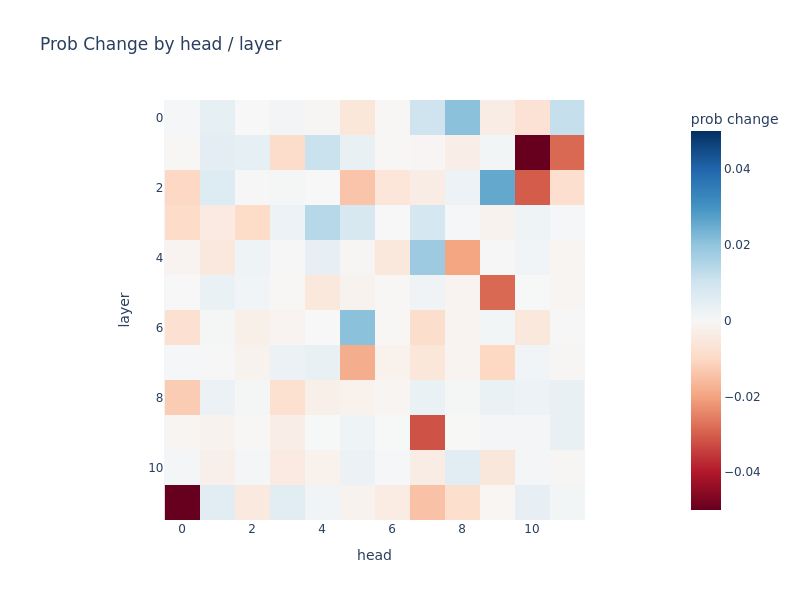 Prob Change by head / layer
prob change
0
2
4
6
8
10
layer
0 2 4 6 8 10
head
0.04
0.02
0
−0.02
−0.04